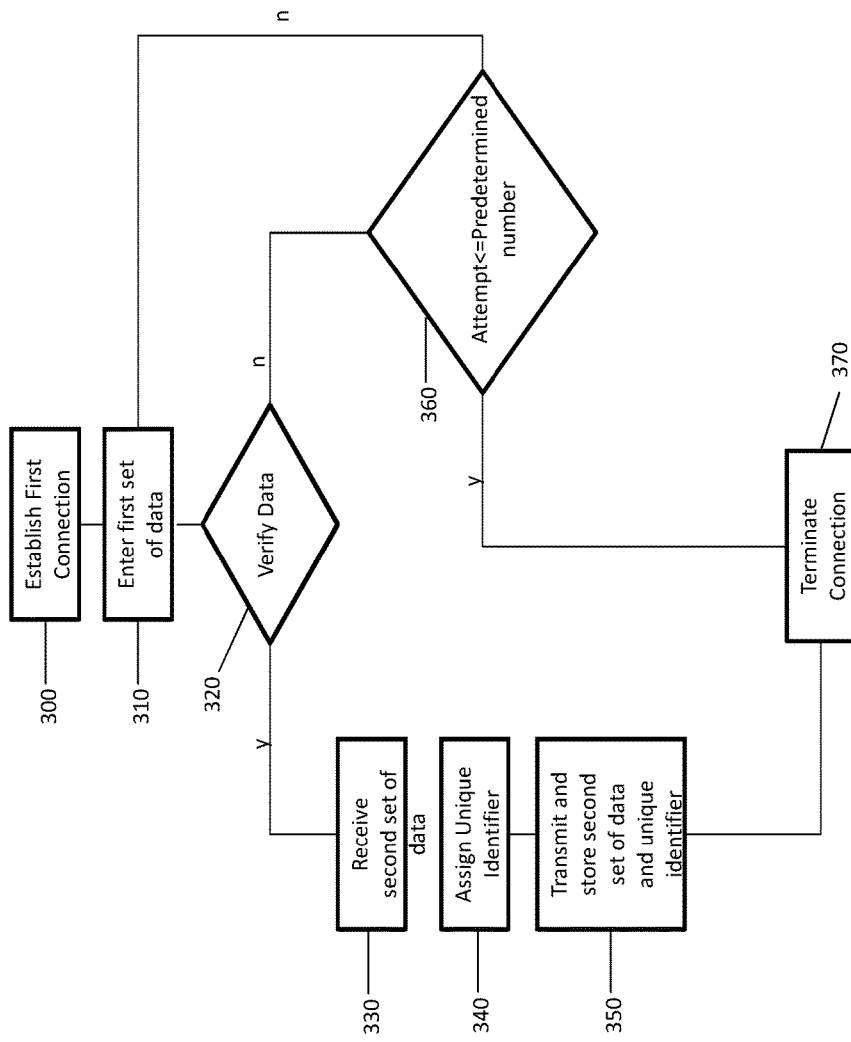 300
Establish First
Connection
310
Enter first set
of data
320
Verify Data
y
n
n
330
Receive
second set of
data
340
Assign Unique
Identifier
350
Transmit and
store second
set of data
and unique
identifier
360
Attempt<=Predetermined
number
y
370
Terminate
Connection